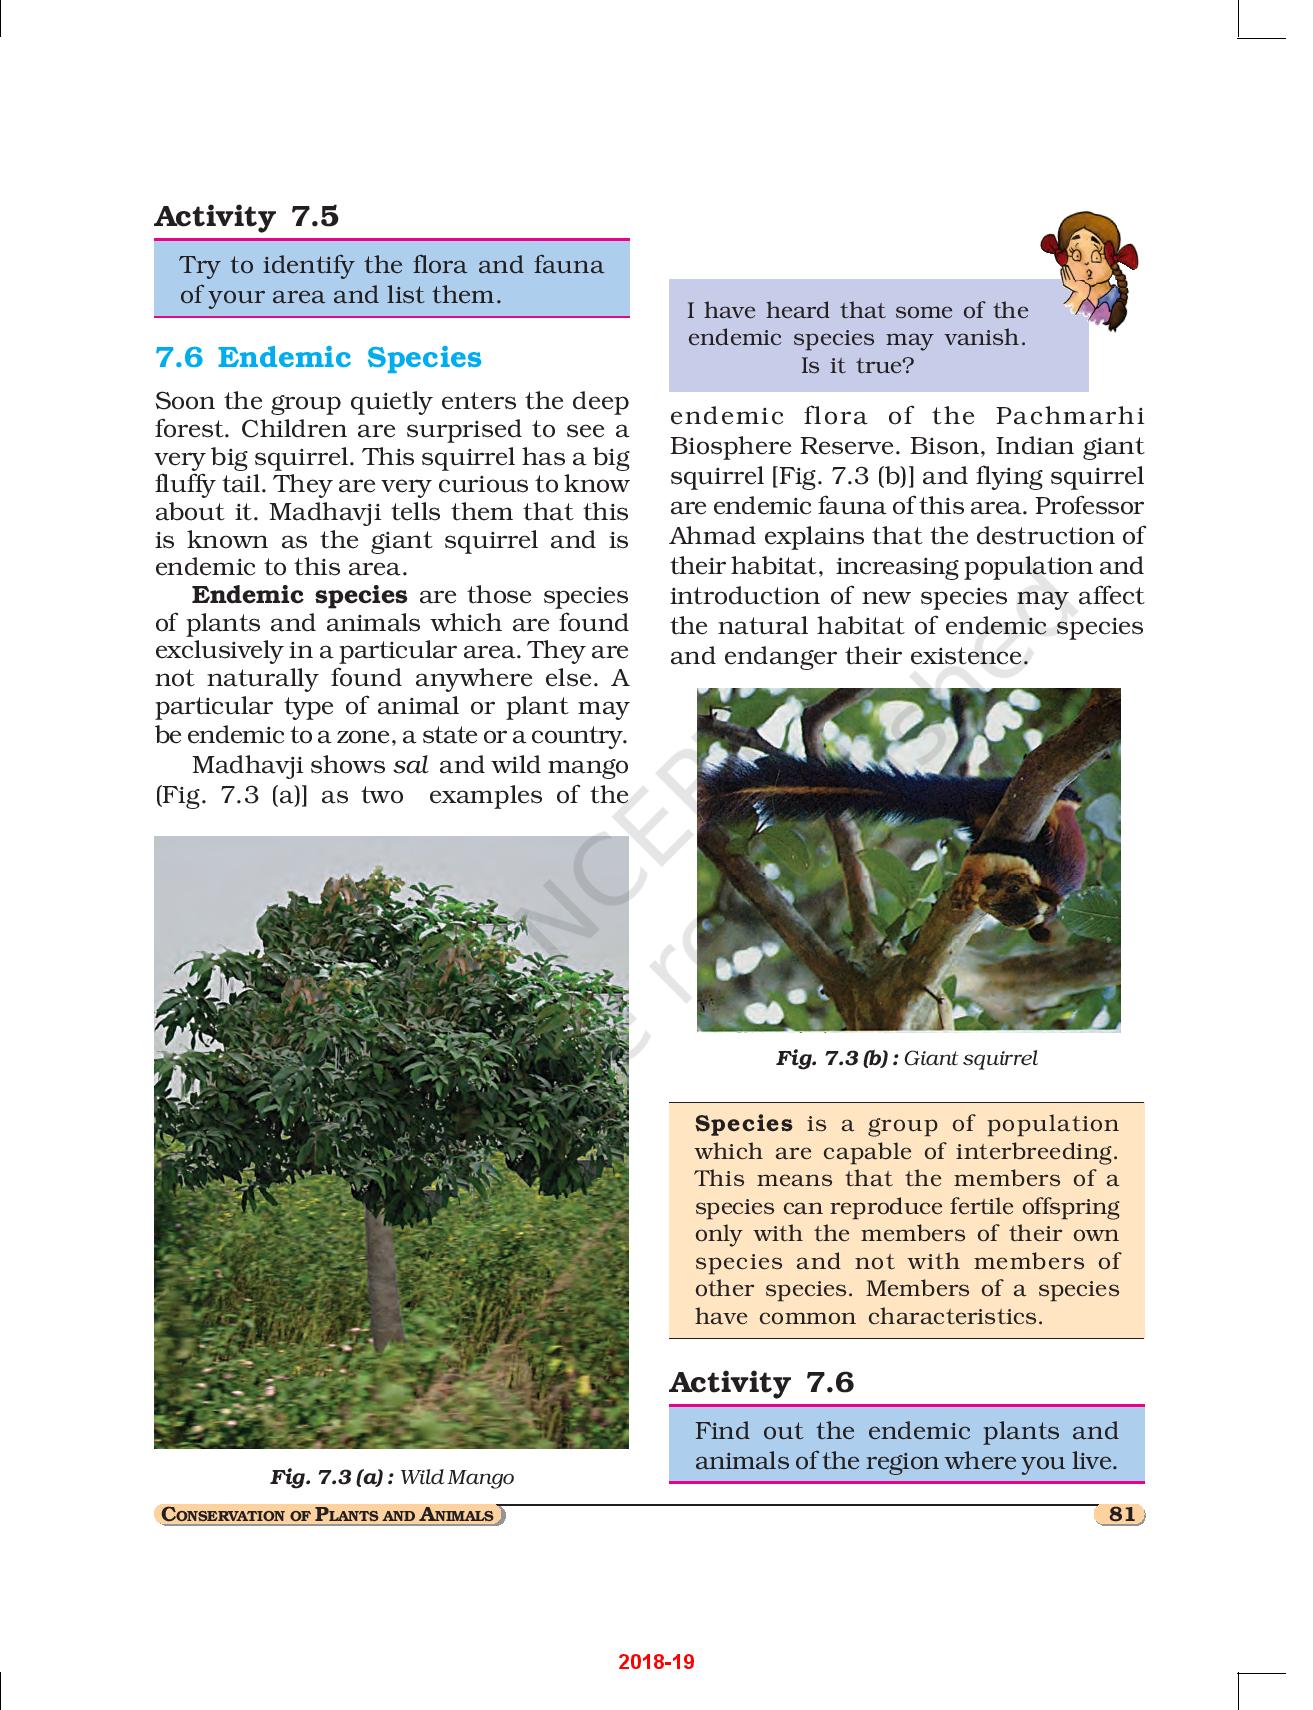 Activity 7.5
Try to identify the flora and fauna
of your area and list them.
7.6 Endemic Species
Soon the group quietly enters the deep
forest. Children are surprised to see a
very big squirrel. This squirrel has a big
fluffy tail. They are very curious to know
about it. Madhavji tells them that this
is known as the giant squirrel and is
endemic to this area.
Endemic species are those species
of plants and animals which are found
exclusively in a particular area. They are
not naturally found anywhere else. A
particular type of animal or plant may
be endemic to a zone, a state or a country.
Madhavji shows sal and wild mango
(Fig. 7.3 (a)] as two examples of the
Fig. 7.3 (a) : Wild Mango
I have heard that some of the
endemic species may vanish.
Is it true?
endemic flora of the Pachmarhi
Biosphere Reserve. Bison, Indian giant
squirrel [Fig. 7.3 (b)] and flying squirrel
are endemic fauna of this area. Professor
Ahmad explains that the destruction of
their habitat, increasing population and
introduction of new species may affect
the natural habitat of endemic species
and endanger their existence.
Fig. 7.3 (b) : Giant squirrel
Species is a group of population
which are capable of interbreeding.
This means that the members of a
species can reproduce fertile offspring
only with the members of their own
species and not with members of
other species. Members of a species
have common characteristics.
Activity 7.6
Find out the endemic plants and
animals of the region where you live.
CONSERVATION OF PLANTS AND ANIMALS
81
2018-19